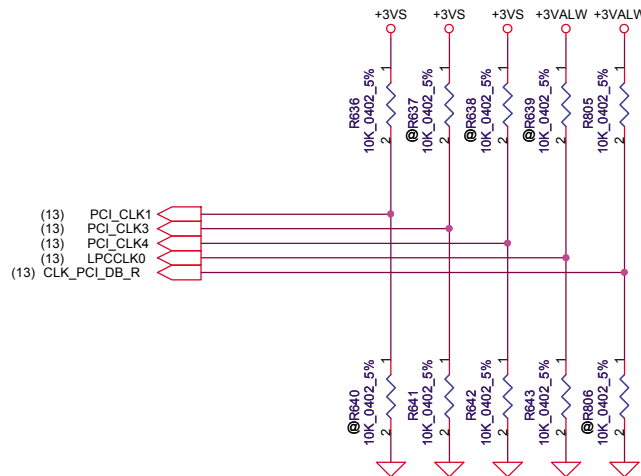 +3VS +3VS +3VS +3VALW +3VALW
1 1 1 1 1
R636 10K_0402_5%
@R637 10K_0402_5%
@R638 10K_0402_5%
@R639 10K_0402_5%
R805 10K_0402_5%
2 2 2 2 2
(13) PCI_CLK1
(13) PCI_CLK3
(13) PCI_CLK4
(13) LPCCLK0
(13) CLK_PCI_DB_R
1 1 1 1 1
@R640 10K_0402_5%
R641 10K_0402_5%
R642 10K_0402_5%
R643 10K_0402_5%
@R806 10K_0402_5%
2 2 2 2 2